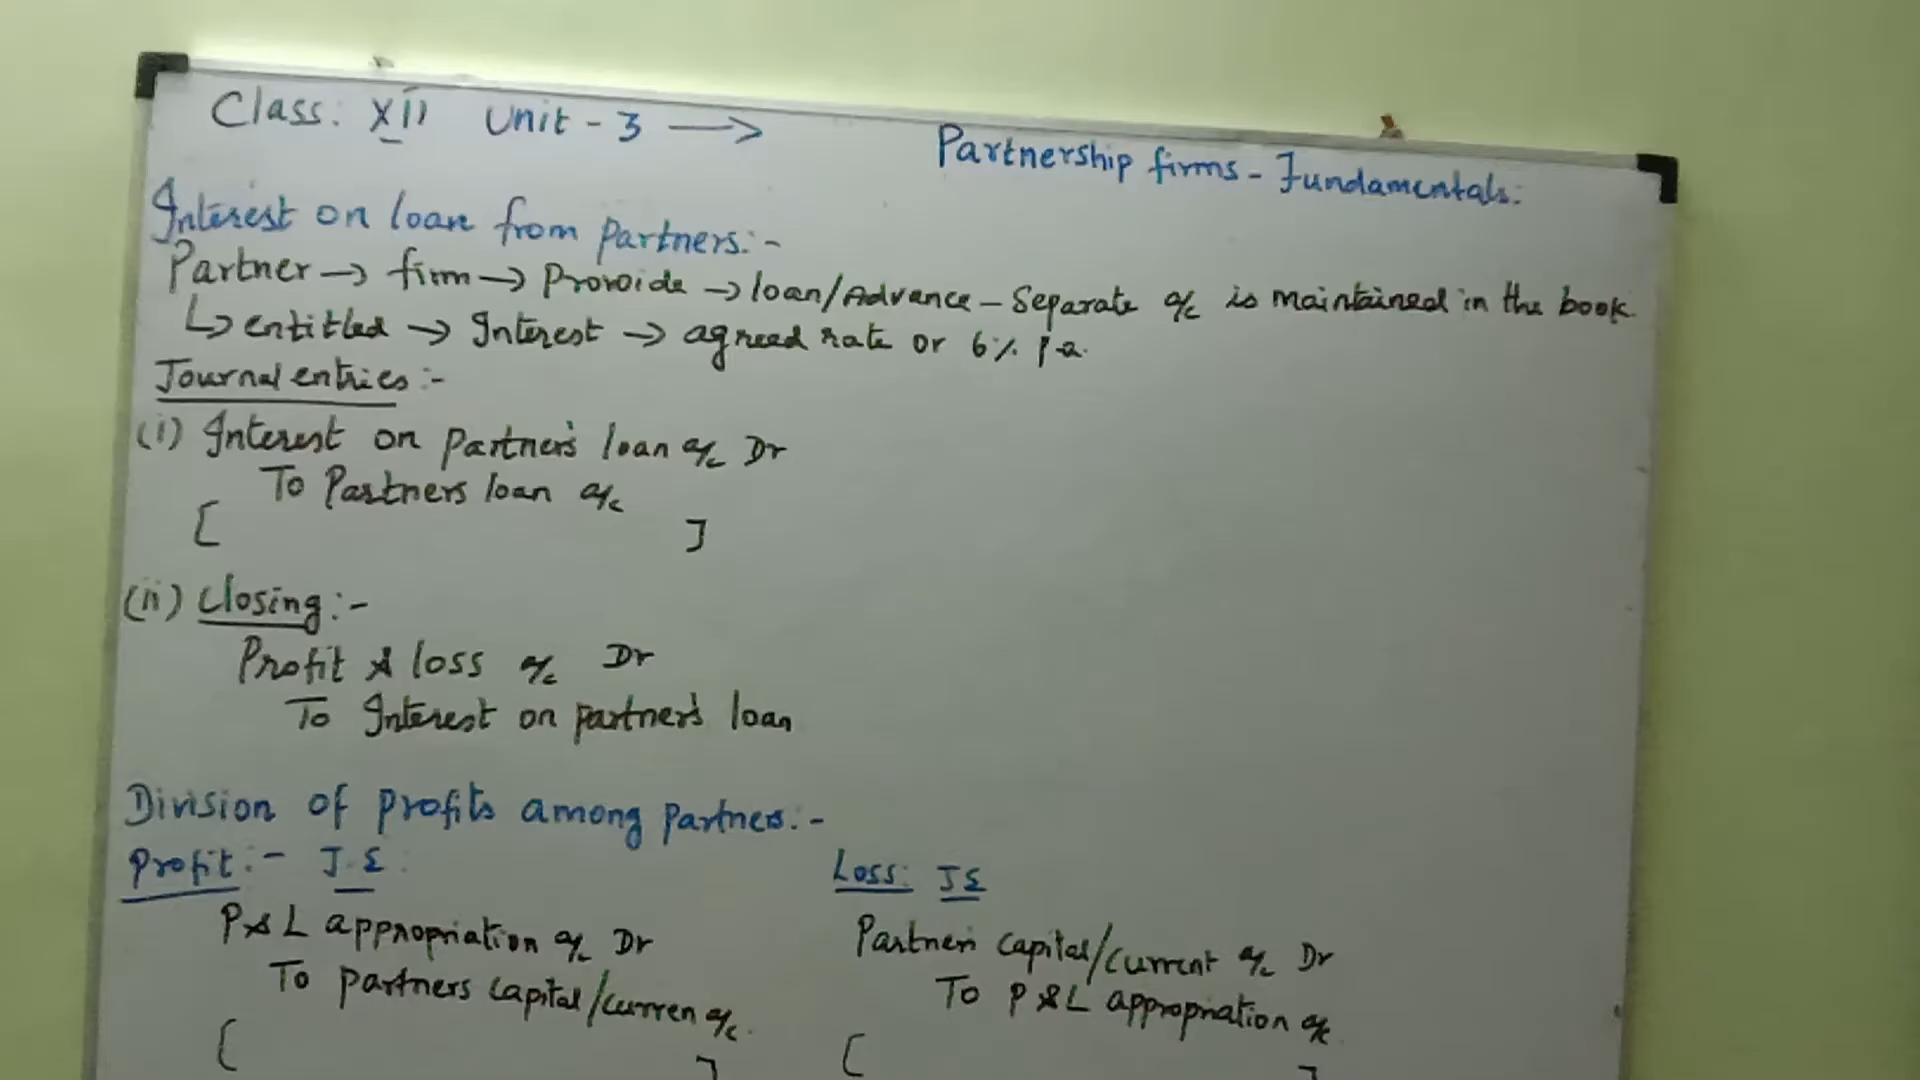 Class: XII Unit - 3 →
Partnership firms - Fundamentals:
Interest on loan from partners:-
Partner → firm → Provoide → loan/Advance - Separate a/c is maintained in the book.
↳ entitled → Interest → agreed rate or 6% p.a.
Journal entries :-
(i) Interest on partner's loan a/c Dr
To Partners loan a/c
[ ]
(ii) Closing :-
Profit & loss a/c Dr
To Interest on partner's loan
Division of profits among partners:-
Profit:- J.E.
P&L appropriation a/c Dr
To partners capital/curren a/c.
[ ]
Loss: JE
Partners capital/current a/c Dr
To P&L appropriation a/c
[ ]